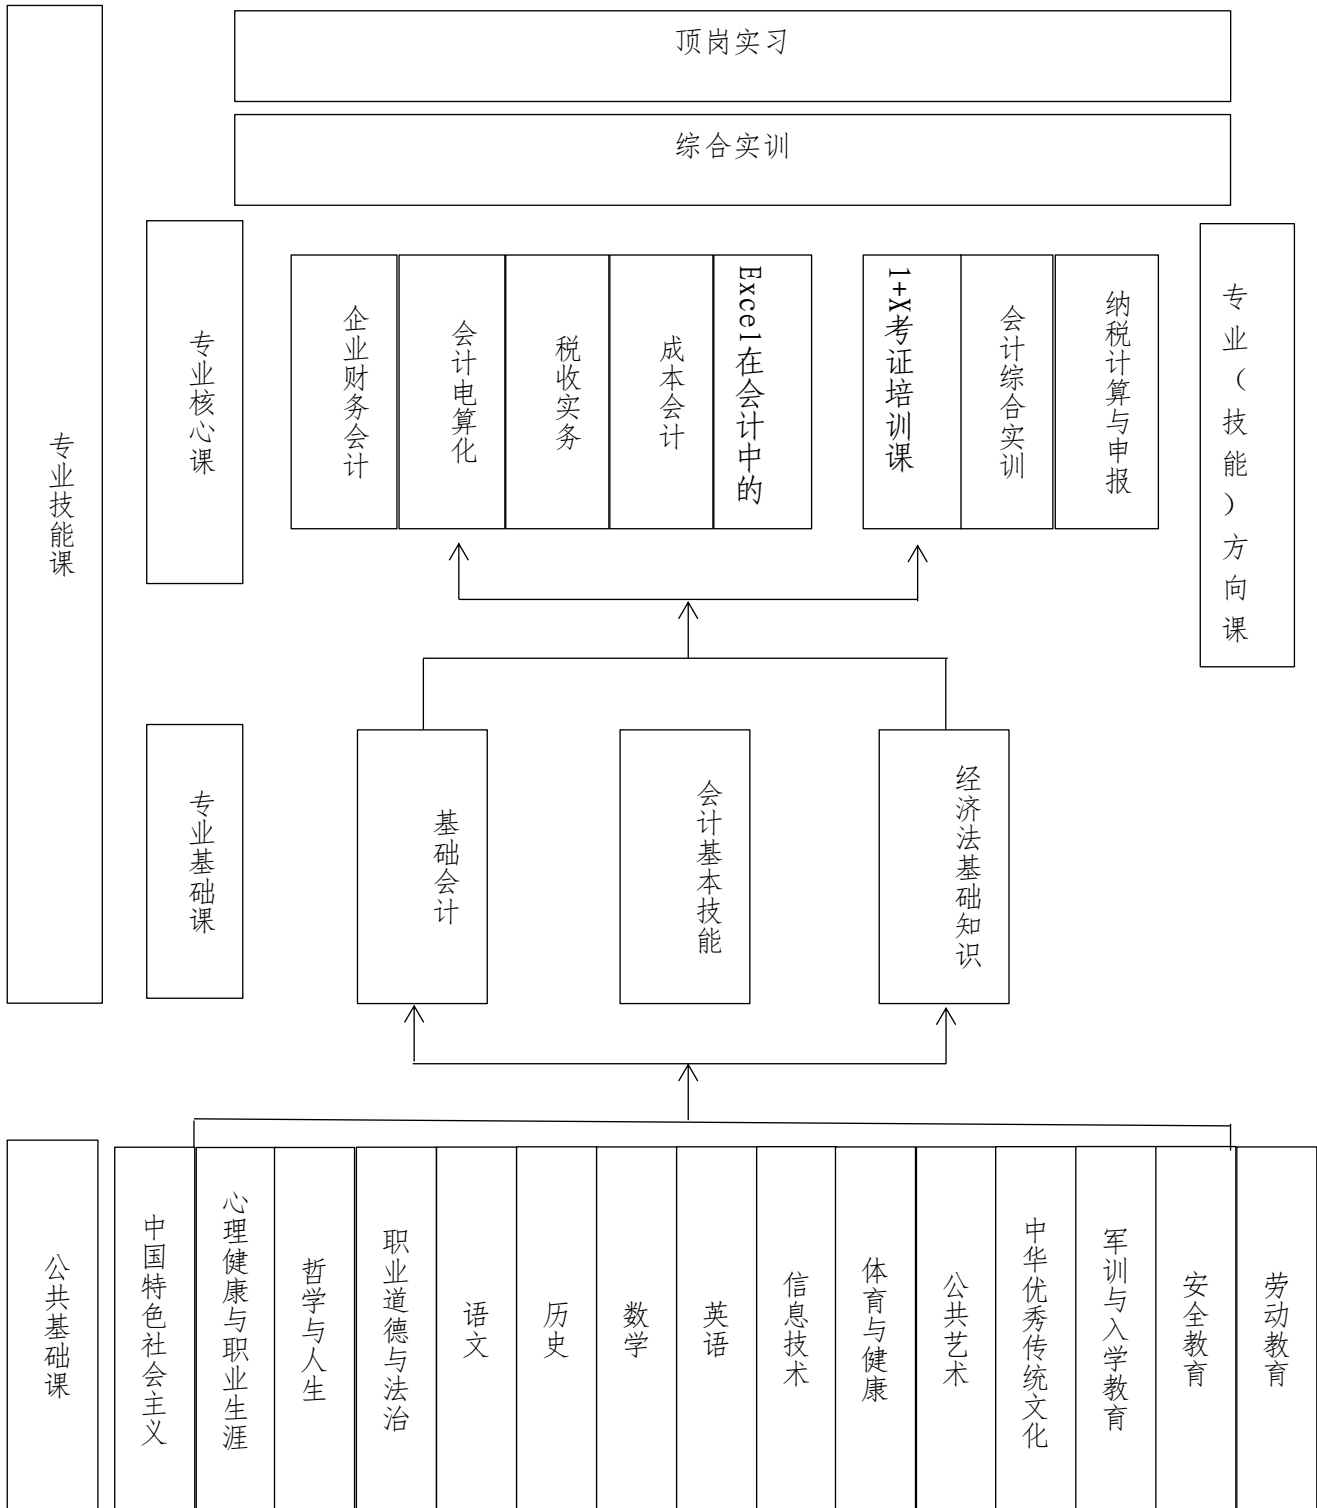 顶岗实习
综合实训
专业技能课
专业核心课
企业财务会计
会计电算化
税收实务
成本会计
Excel在会计中的
1+X考证培训课
会计综合实训
纳税计算与申报
专业（技能）方向课
专业基础课
基础会计
会计基本技能
经济法基础知识
公共基础课
中国特色社会主义
心理健康与职业生涯
哲学与人生
职业道德与法治
语文
历史
数学
英语
信息技术
体育与健康
公共艺术
中华优秀传统文化
军训与入学教育
安全教育
劳动教育